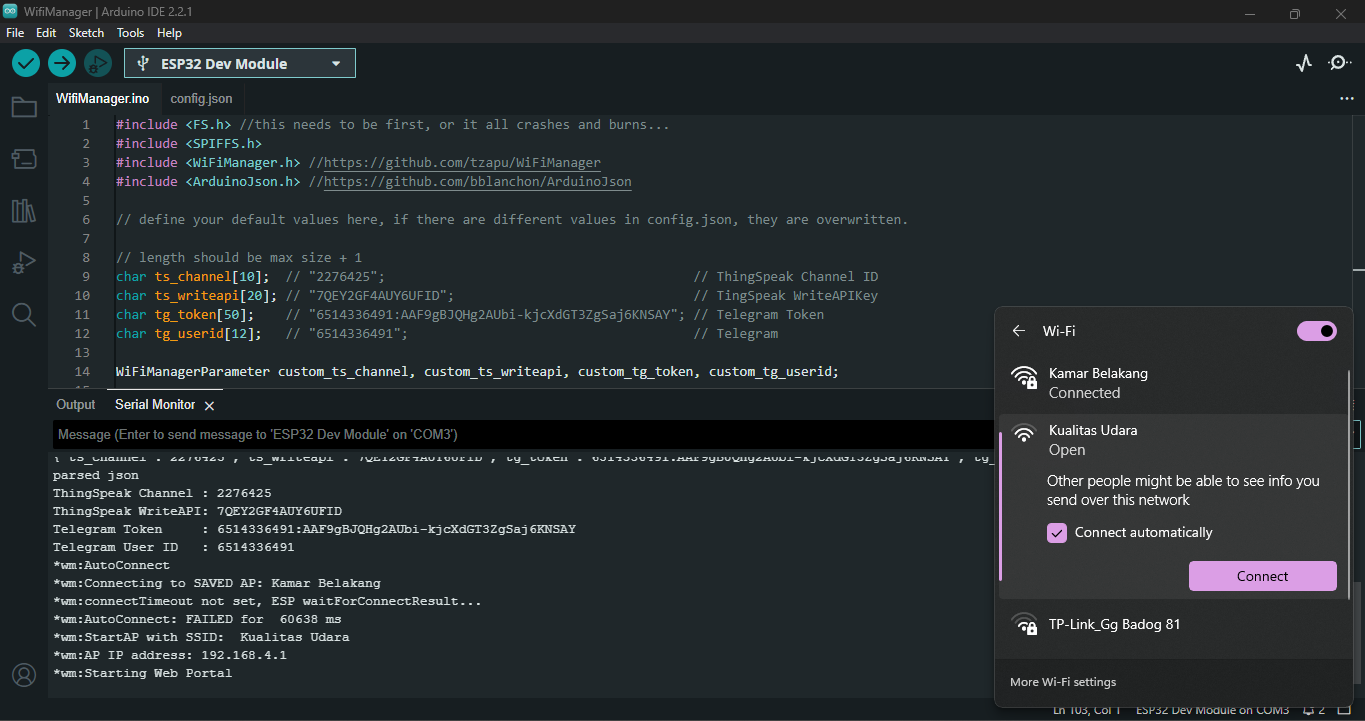 WifiManager | Arduino IDE 2.2.1
File Edit Sketch Tools Help
ESP32 Dev Module
WifiManager.ino config.json
1 #include <FS.h> //this needs to be first, or it all crashes and burns...
2 #include <SPIFFS.h>
3 #include <WiFiManager.h> //https://github.com/tzapu/WiFiManager
4 #include <ArduinoJson.h> //https://github.com/bblanchon/ArduinoJson
5
6 // define your default values here, if there are different values in config.json, they are overwritten.
7
8 // length should be max size + 1
9 char ts_channel[10]; // "2276425"; // ThingSpeak Channel ID
10 char ts_writeapi[20]; // "7QEY2GF4AUY6UFID"; // TingSpeak WriteAPIKey
11 char tg_token[50]; // "6514336491:AAF9gBJQHg2AUbi-kjcXdGT3ZgSaj6KNSAY"; // Telegram Token
12 char tg_userid[12]; // "6514336491"; // Telegram
13
14 WiFiManagerParameter custom_ts_channel, custom_ts_writeapi, custom_tg_token, custom_tg_userid;
Output Serial Monitor
Message (Enter to send message to 'ESP32 Dev Module' on 'COM3')
parsed json
ThingSpeak Channel : 2276425
ThingSpeak WriteAPI: 7QEY2GF4AUY6UFID
Telegram Token : 6514336491:AAF9gBJQHg2AUbi-kjcXdGT3ZgSaj6KNSAY
Telegram User ID : 6514336491
*wm:AutoConnect
*wm:Connecting to SAVED AP: Kamar Belakang
*wm:connectTimeout not set, ESP waitForConnectResult...
*wm:AutoConnect: FAILED for 60638 ms
*wm:StartAP with SSID: Kualitas Udara
*wm:AP IP address: 192.168.4.1
*wm:Starting Web Portal
Wi-Fi
Kamar Belakang
Connected
Kualitas Udara
Open
Other people might be able to see info you
send over this network
Connect automatically
Connect
TP-Link_Gg Badog 81
More Wi-Fi settings
Ln 103, Col 1 ESP32 Dev Module on COM3 2